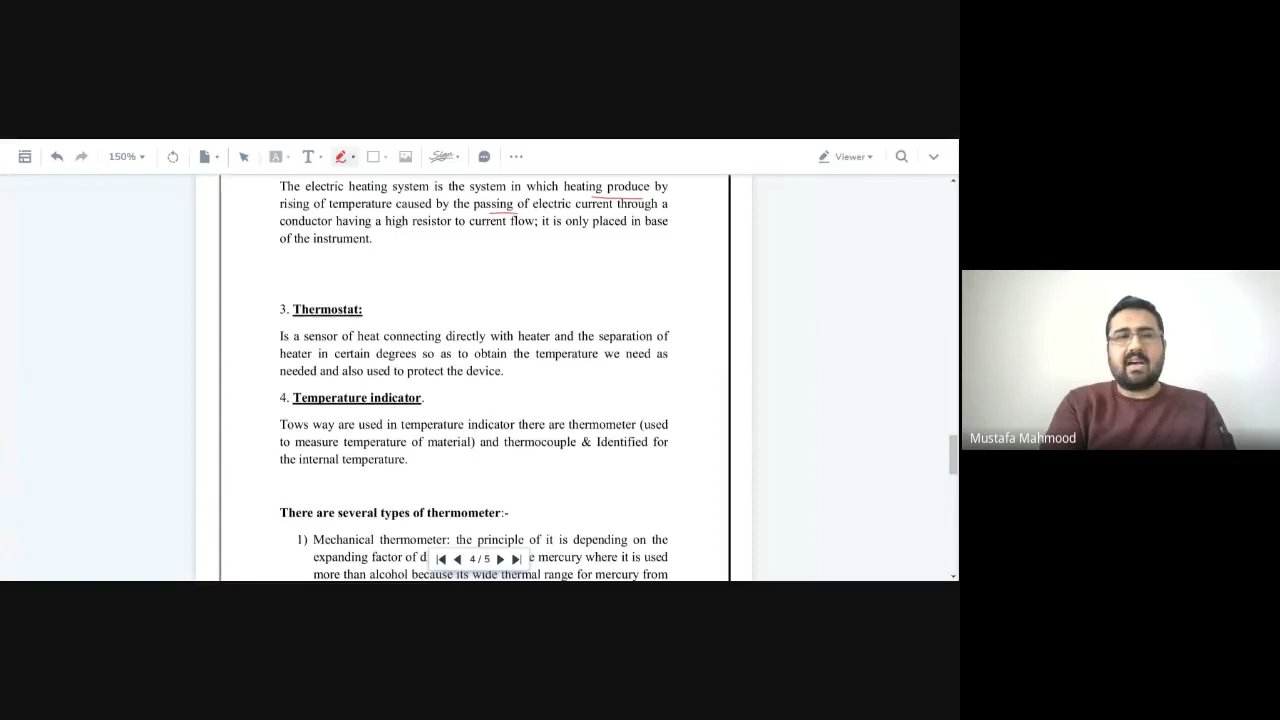 150%
T
Sign
Viewer
The electric heating system is the system in which heating produce by
rising of temperature caused by the passing of electric current through a
conductor having a high resistor to current flow; it is only placed in base
of the instrument.
3. Thermostat:
Is a sensor of heat connecting directly with heater and the separation of
heater in certain degrees so as to obtain the temperature we need as
needed and also used to protect the device.
4. Temperature indicator.
Tows way are used in temperature indicator there are thermometer (used
to measure temperature of material) and thermocouple & Identified for
the internal temperature.
There are several types of thermometer:-
1) Mechanical thermometer: the principle of it is depending on the
expanding factor of mercury where it is used
more than alcohol because its wide thermal range for mercury from
4 / 5
Mustafa Mahmood